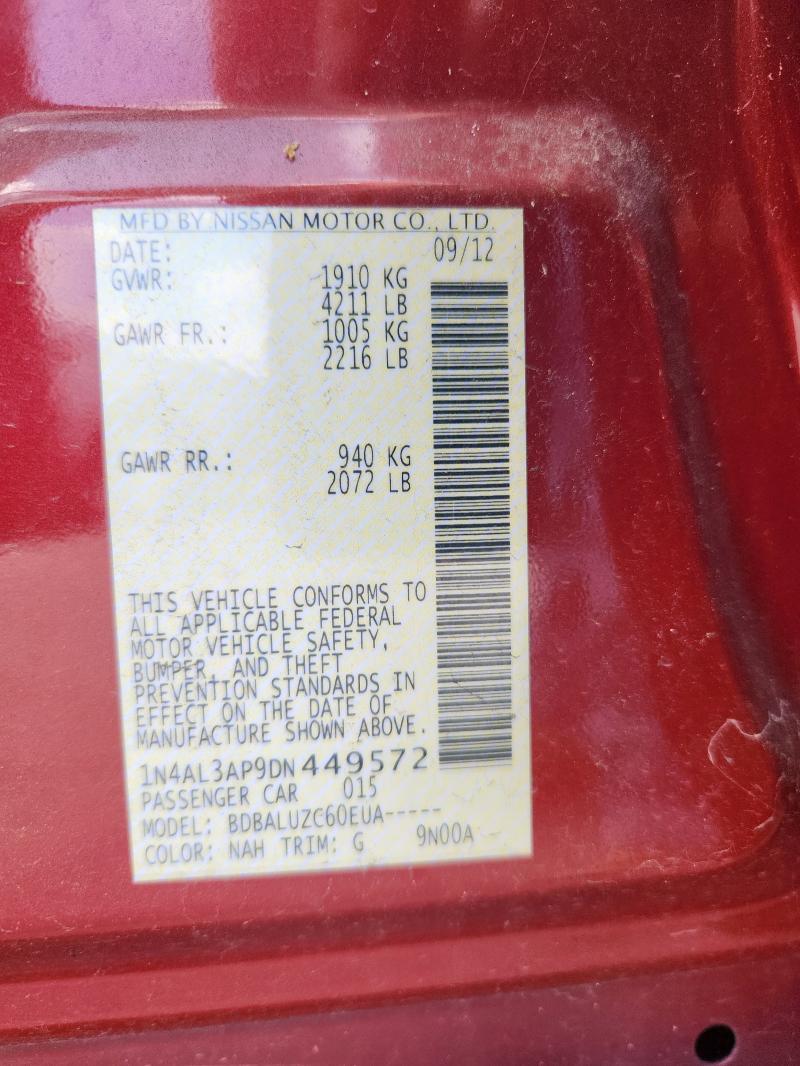 MFD BY NISSAN MOTOR CO., LTD.
DATE: 09/12
GVWR: 1910 KG
4211 LB
GAWR FR.: 1005 KG
2216 LB
GAWR RR.: 940 KG
2072 LB
THIS VEHICLE CONFORMS TO
ALL APPLICABLE FEDERAL
MOTOR VEHICLE SAFETY,
BUMPER, AND THEFT
PREVENTION STANDARDS IN
EFFECT ON THE DATE OF
MANUFACTURE SHOWN ABOVE.
1N4AL3AP9DN449572
PASSENGER CAR 015
MODEL: BDBALUZC60EUA-----
COLOR: NAH TRIM: G 9N00A